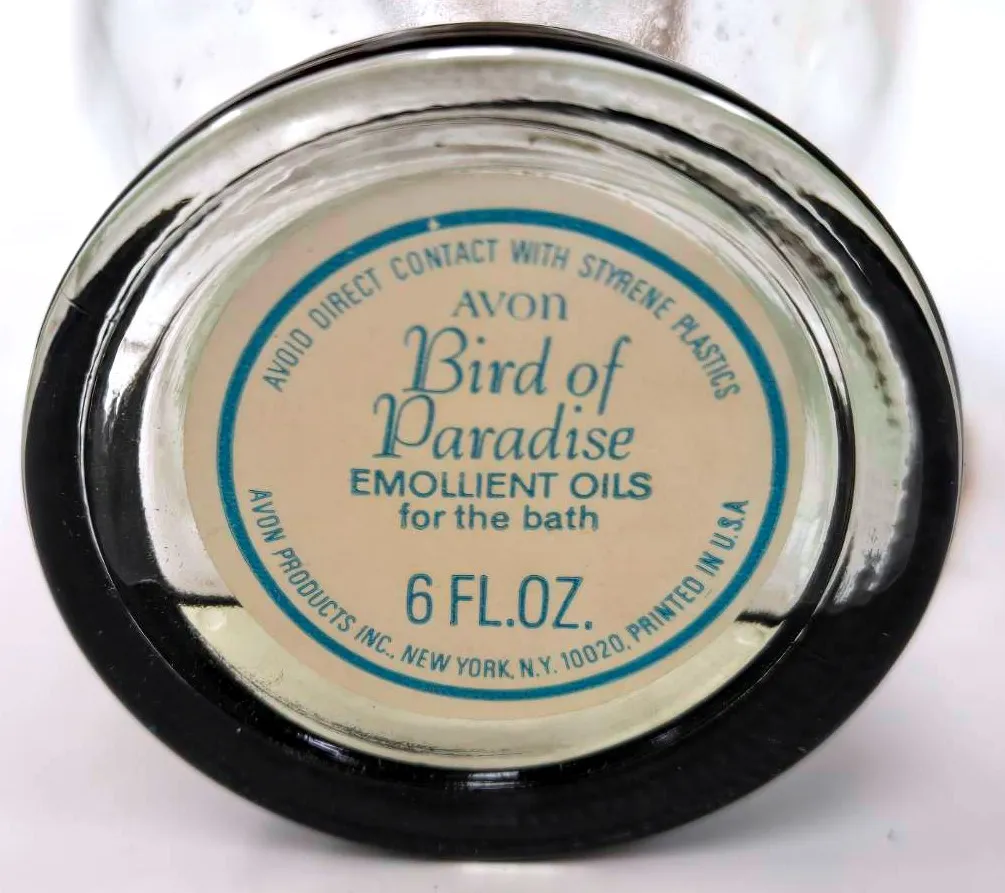 AVOID DIRECT CONTACT WITH STYRENE PLASTICS
AVON
Bird of
Paradise
EMOLLIENT OILS
for the bath
6 FL.OZ.
AVON PRODUCTS INC., NEW YORK, N.Y. 10020, PRINTED IN U.S.A